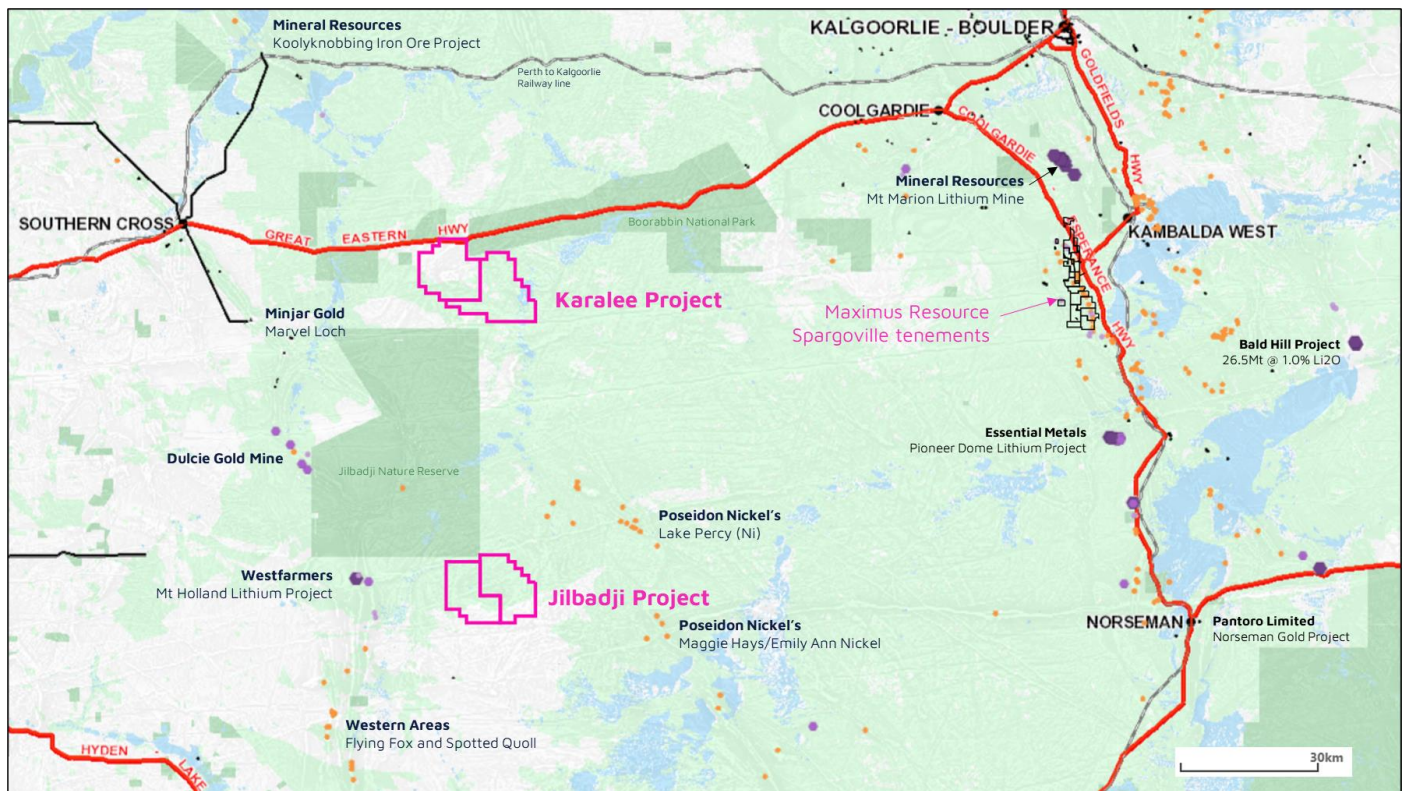 Mineral Resources
Koolyknobbing Iron Ore Project
KALGOORLIE - BOULDER
Perth to Kalgoorlie
Railway line
GOLDFIELDS
HWY
COOLGARDIE
COOLGARDIE
Mineral Resources
Mt Marion Lithium Mine
SOUTHERN CROSS
GREAT EASTERN HWY
Boorabbin National Park
ESPERANCE
HWY
KAMBALDA WEST
Karalee Project
Maximus Resource
Spargoville tenements
Minjar Gold
Marvel Loch
Bald Hill Project
26.5Mt @ 1.0% Li2O
Essential Metals
Pioneer Dome Lithium Project
Dulcie Gold Mine
Jilbadji Nature Reserve
Poseidon Nickel's
Lake Percy (Ni)
Westfarmers
Mt Holland Lithium Project
Jilbadji Project
Poseidon Nickel's
Maggie Hays/Emily Ann Nickel
NORSEMAN
Pantoro Limited
Norseman Gold Project
Western Areas
Flying Fox and Spotted Quoll
HYDEN
LAKE
30km